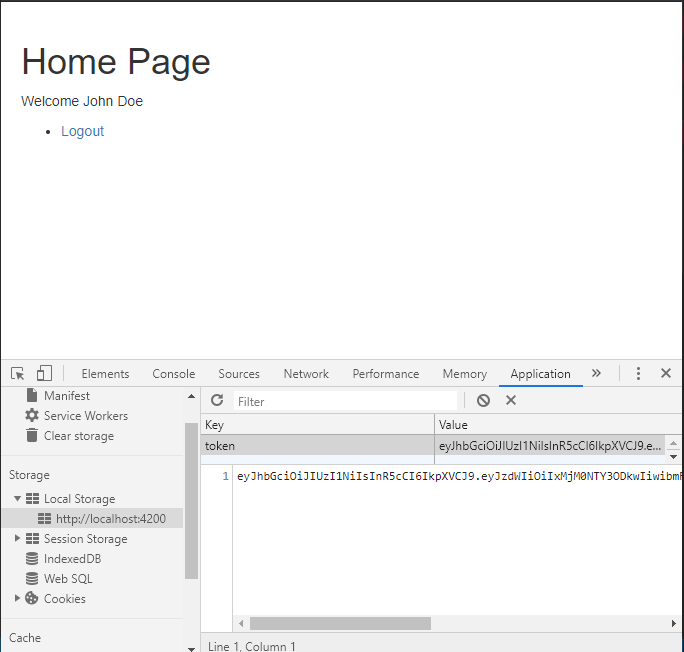 Home Page
Welcome John Doe
Logout
Elements Console Sources Network Performance Memory Application
Manifest
Service Workers
Clear storage
Storage
Local Storage
http://localhost:4200
Session Storage
IndexedDB
Web SQL
Cookies
Cache
Filter
Key Value
token eyJhbGciOiJIUzI1NiIsInR5cCI6IkpXVCJ9.e...
1 eyJhbGciOiJIUzI1NiIsInR5cCI6IkpXVCJ9.eyJzdWIiOiIxMjM0NTY3ODkwIiwibmF
Line 1, Column 1